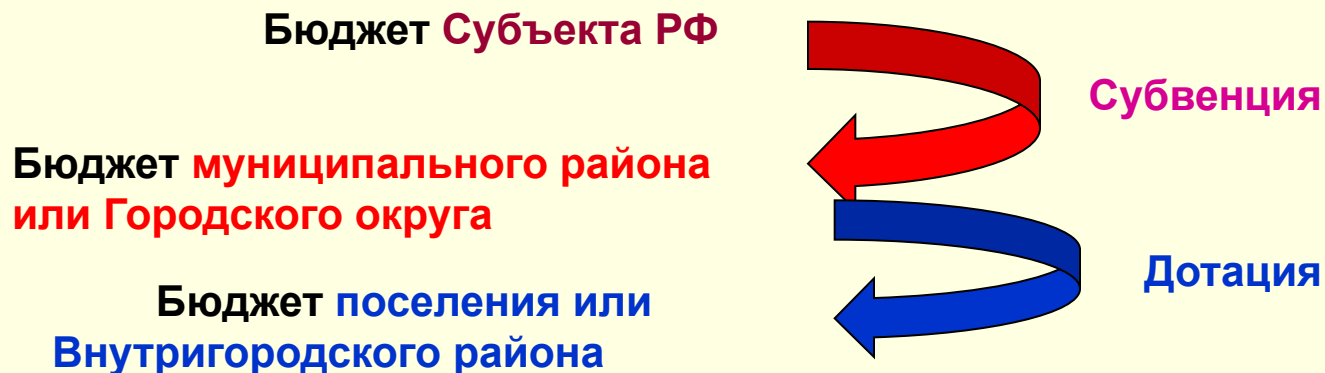 Бюджет Субъекта РФ
Субвенция
Бюджет муниципального района
или Городского округа
Дотация
Бюджет поселения или
Внутригородского района